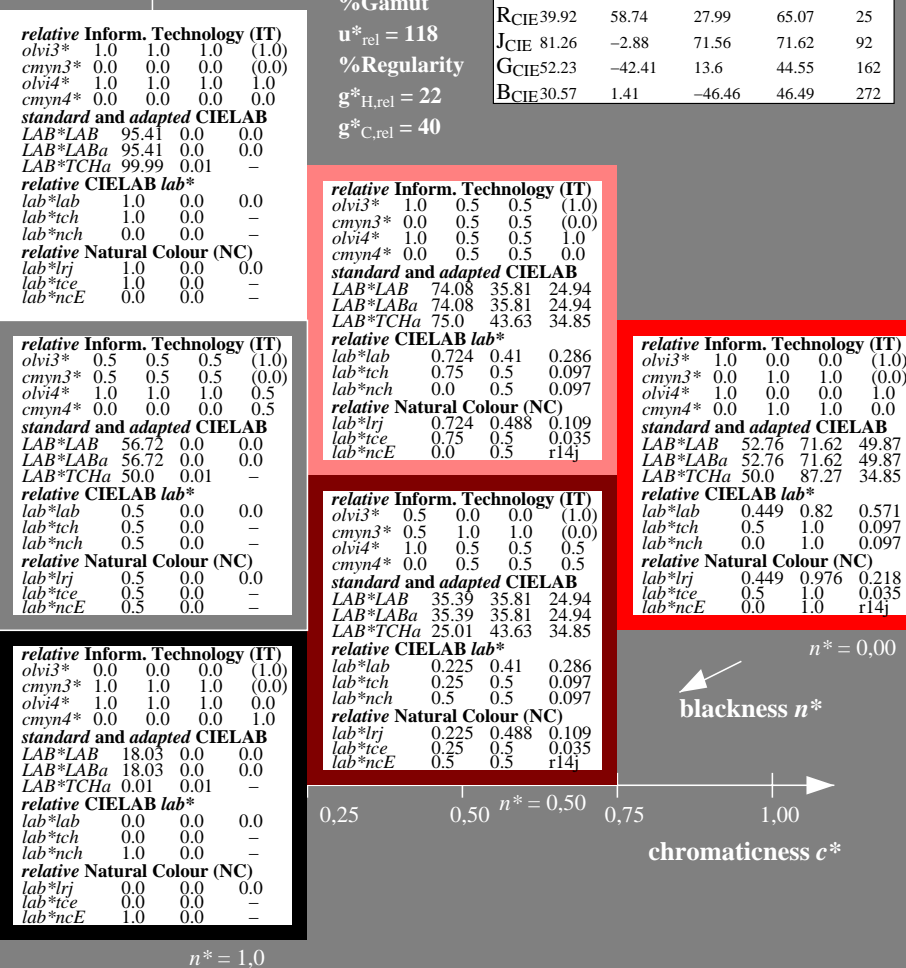 %Gamut
u*rel = 118
%Regularity
g*H,rel = 22
g*C,rel = 40
RCIE 39.92 58.74 27.99 65.07 25
JCIE 81.26 −2.88 71.56 71.62 92
GCIE 52.23 −42.41 13.6 44.55 162
BCIE 30.57 1.41 −46.46 46.49 272
relative Inform. Technology (IT)
olvi3* 1.0 1.0 1.0 (1.0)
cmyn3* 0.0 0.0 0.0 (0.0)
olvi4* 1.0 1.0 1.0 1.0
cmyn4* 0.0 0.0 0.0 0.0
standard and adapted CIELAB
LAB*LAB 95.41 0.0 0.0
LAB*LABa 95.41 0.0 0.0
LAB*TCHa 99.99 0.01 –
relative CIELAB lab*
lab*lab 1.0 0.0 0.0
lab*tch 1.0 0.0 –
lab*nch 0.0 0.0 –
relative Natural Colour (NC)
lab*lrj 1.0 0.0 0.0
lab*tce 1.0 0.0 –
lab*ncE 0.0 0.0 –
relative Inform. Technology (IT)
olvi3* 1.0 0.5 0.5 (1.0)
cmyn3* 0.0 0.5 0.5 (0.0)
olvi4* 1.0 0.5 0.5 1.0
cmyn4* 0.0 0.5 0.5 0.0
standard and adapted CIELAB
LAB*LAB 74.08 35.81 24.94
LAB*LABa 74.08 35.81 24.94
LAB*TCHa 75.0 43.63 34.85
relative CIELAB lab*
lab*lab 0.724 0.41 0.286
lab*tch 0.75 0.5 0.097
lab*nch 0.0 0.5 0.097
relative Natural Colour (NC)
lab*lrj 0.724 0.488 0.109
lab*tce 0.75 0.5 0.035
lab*ncE 0.0 0.5 r14j
relative Inform. Technology (IT)
olvi3* 0.5 0.5 0.5 (1.0)
cmyn3* 0.5 0.5 0.5 (0.0)
olvi4* 1.0 1.0 1.0 0.5
cmyn4* 0.0 0.0 0.0 0.5
standard and adapted CIELAB
LAB*LAB 56.72 0.0 0.0
LAB*LABa 56.72 0.0 0.0
LAB*TCHa 50.0 0.01 –
relative CIELAB lab*
lab*lab 0.5 0.0 0.0
lab*tch 0.5 0.0 –
lab*nch 0.5 0.0 –
relative Natural Colour (NC)
lab*lrj 0.5 0.0 0.0
lab*tce 0.5 0.0 –
lab*ncE 0.5 0.0 –
relative Inform. Technology (IT)
olvi3* 1.0 0.0 0.0 (1.0)
cmyn3* 0.0 1.0 1.0 (0.0)
olvi4* 1.0 0.0 0.0 1.0
cmyn4* 0.0 1.0 1.0 0.0
standard and adapted CIELAB
LAB*LAB 52.76 71.62 49.87
LAB*LABa 52.76 71.62 49.87
LAB*TCHa 50.0 87.27 34.85
relative CIELAB lab*
lab*lab 0.449 0.82 0.571
lab*tch 0.5 1.0 0.097
lab*nch 0.0 1.0 0.097
relative Natural Colour (NC)
lab*lrj 0.449 0.976 0.218
lab*tce 0.5 1.0 0.035
lab*ncE 0.0 1.0 r14j
relative Inform. Technology (IT)
olvi3* 0.5 0.0 0.0 (1.0)
cmyn3* 0.5 1.0 1.0 (0.0)
olvi4* 1.0 0.5 0.5 0.5
cmyn4* 0.0 0.5 0.5 0.5
standard and adapted CIELAB
LAB*LAB 35.39 35.81 24.94
LAB*LABa 35.39 35.81 24.94
LAB*TCHa 25.01 43.63 34.85
relative CIELAB lab*
lab*lab 0.225 0.41 0.286
lab*tch 0.25 0.5 0.097
lab*nch 0.5 0.5 0.097
relative Natural Colour (NC)
lab*lrj 0.225 0.488 0.109
lab*tce 0.25 0.5 0.035
lab*ncE 0.5 0.5 r14j
relative Inform. Technology (IT)
olvi3* 0.0 0.0 0.0 (1.0)
cmyn3* 1.0 1.0 1.0 (0.0)
olvi4* 1.0 1.0 1.0 0.0
cmyn4* 0.0 0.0 0.0 1.0
standard and adapted CIELAB
LAB*LAB 18.03 0.0 0.0
LAB*LABa 18.03 0.0 0.0
LAB*TCHa 0.01 0.01 –
relative CIELAB lab*
lab*lab 0.0 0.0 0.0
lab*tch 0.0 0.0 –
lab*nch 1.0 0.0 –
relative Natural Colour (NC)
lab*lrj 0.0 0.0 0.0
lab*tce 0.0 0.0 –
lab*ncE 1.0 0.0 –
n* = 0,00
blackness n*
n* = 0,50
0,25 0,50 0,75 1,00
chromaticness c*
n* = 1,0